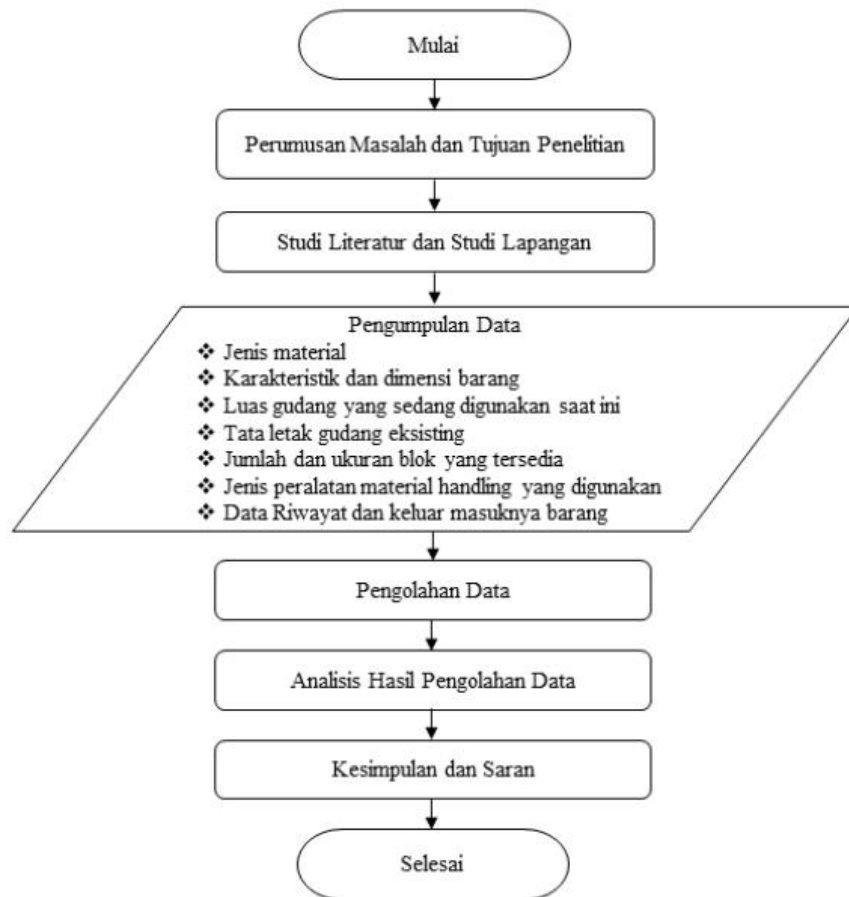 Mulai
Perumusan Masalah dan Tujuan Penelitian
Studi Literatur dan Studi Lapangan
Pengumpulan Data
❖ Jenis material
❖ Karakteristik dan dimensi barang
❖ Luas gudang yang sedang digunakan saat ini
❖ Tata letak gudang eksisting
❖ Jumlah dan ukuran blok yang tersedia
❖ Jenis peralatan material handling yang digunakan
❖ Data Riwayat dan keluar masuknya barang
Pengolahan Data
Analisis Hasil Pengolahan Data
Kesimpulan dan Saran
Selesai